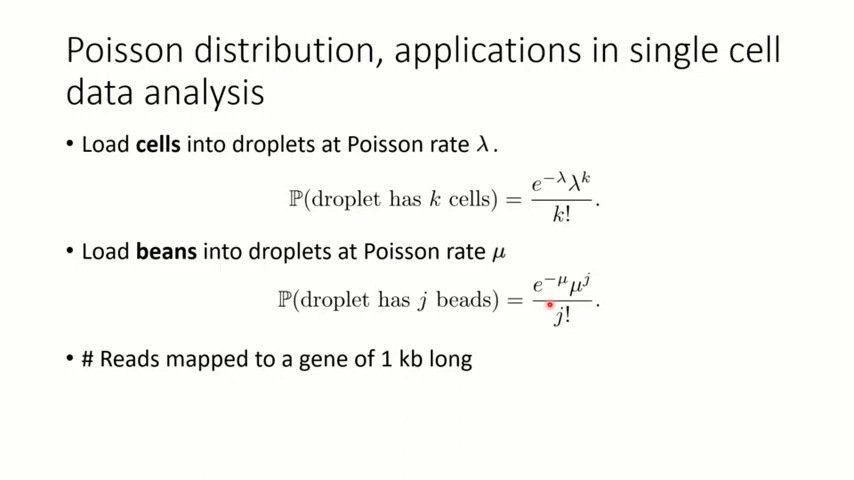 Poisson distribution, applications in single cell
data analysis
• Load cells into droplets at Poisson rate λ.
ℙ(droplet has k cells) = e^{−λ}λ^k / k! .
• Load beans into droplets at Poisson rate μ
ℙ(droplet has j beads) = e^{−μ}μ^j / j! .
• # Reads mapped to a gene of 1 kb long